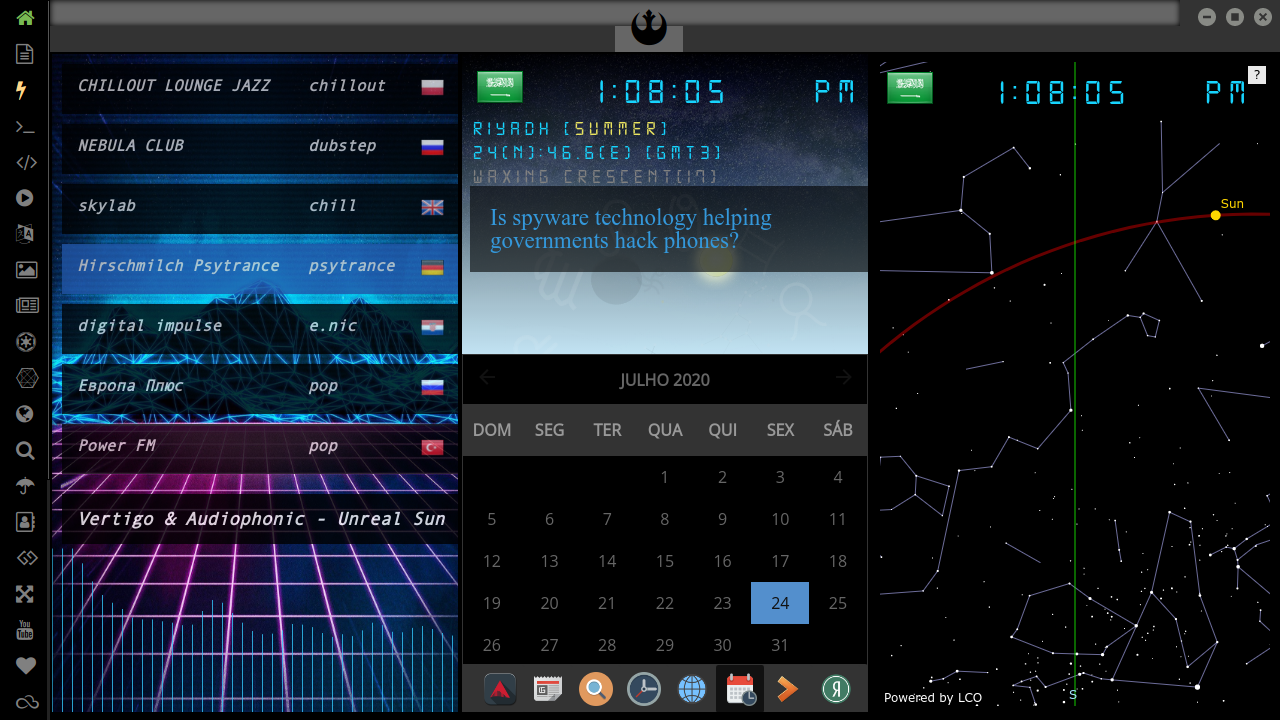 CHILLOUT LOUNGE JAZZ chillout
NEBULA CLUB dubstep
skylab chill
Hirschmilch Psytrance psytrance
digital impulse e.nic
Европа Плюс pop
Power FM pop
Vertigo & Audiophonic - Unreal Sun
1:08:05 PM
RIYADH (SUMMER)
24(N):46.6(E) (GMT3)
WAXING CRESCENT(17)
Is spyware technology helping
governments hack phones?
JULHO 2020
DOM SEG TER QUA QUI SEX SÁB
1 2 3 4
5 6 7 8 9 10 11
12 13 14 15 16 17 18
19 20 21 22 23 24 25
26 27 28 29 30 31
1:08:05 PM
?
Sun
S
Powered by LCO
You
Tube
Я